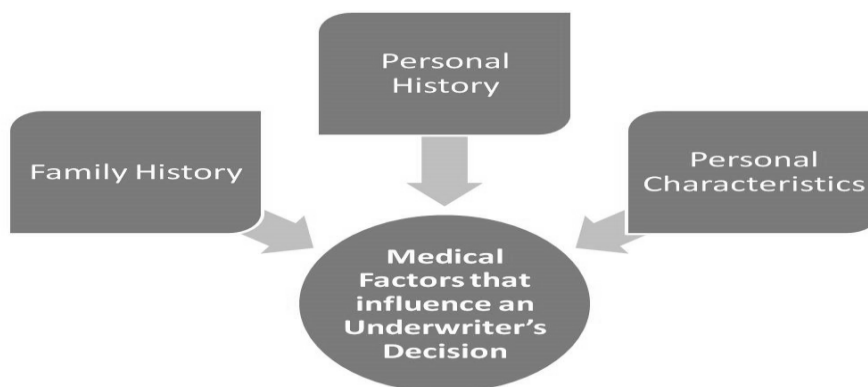 Personal
History
Family History
Personal
Characteristics
Medical
Factors that
influence an
Underwriter’s
Decision